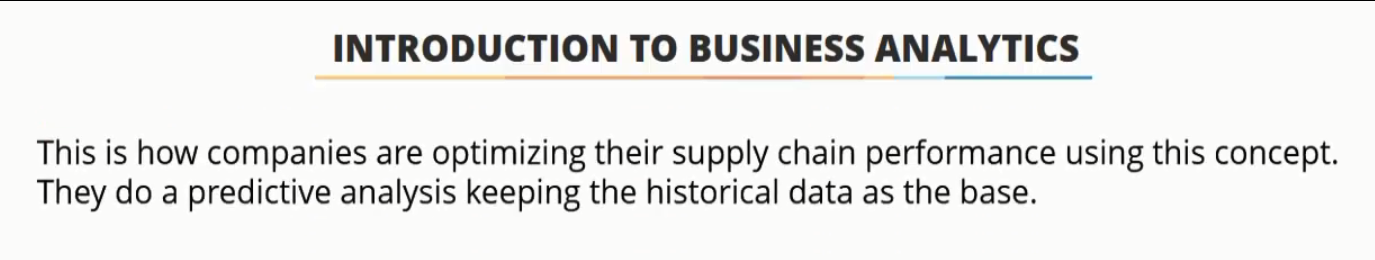 INTRODUCTION TO BUSINESS ANALYTICS
This is how companies are optimizing their supply chain performance using this concept.
They do a predictive analysis keeping the historical data as the base.